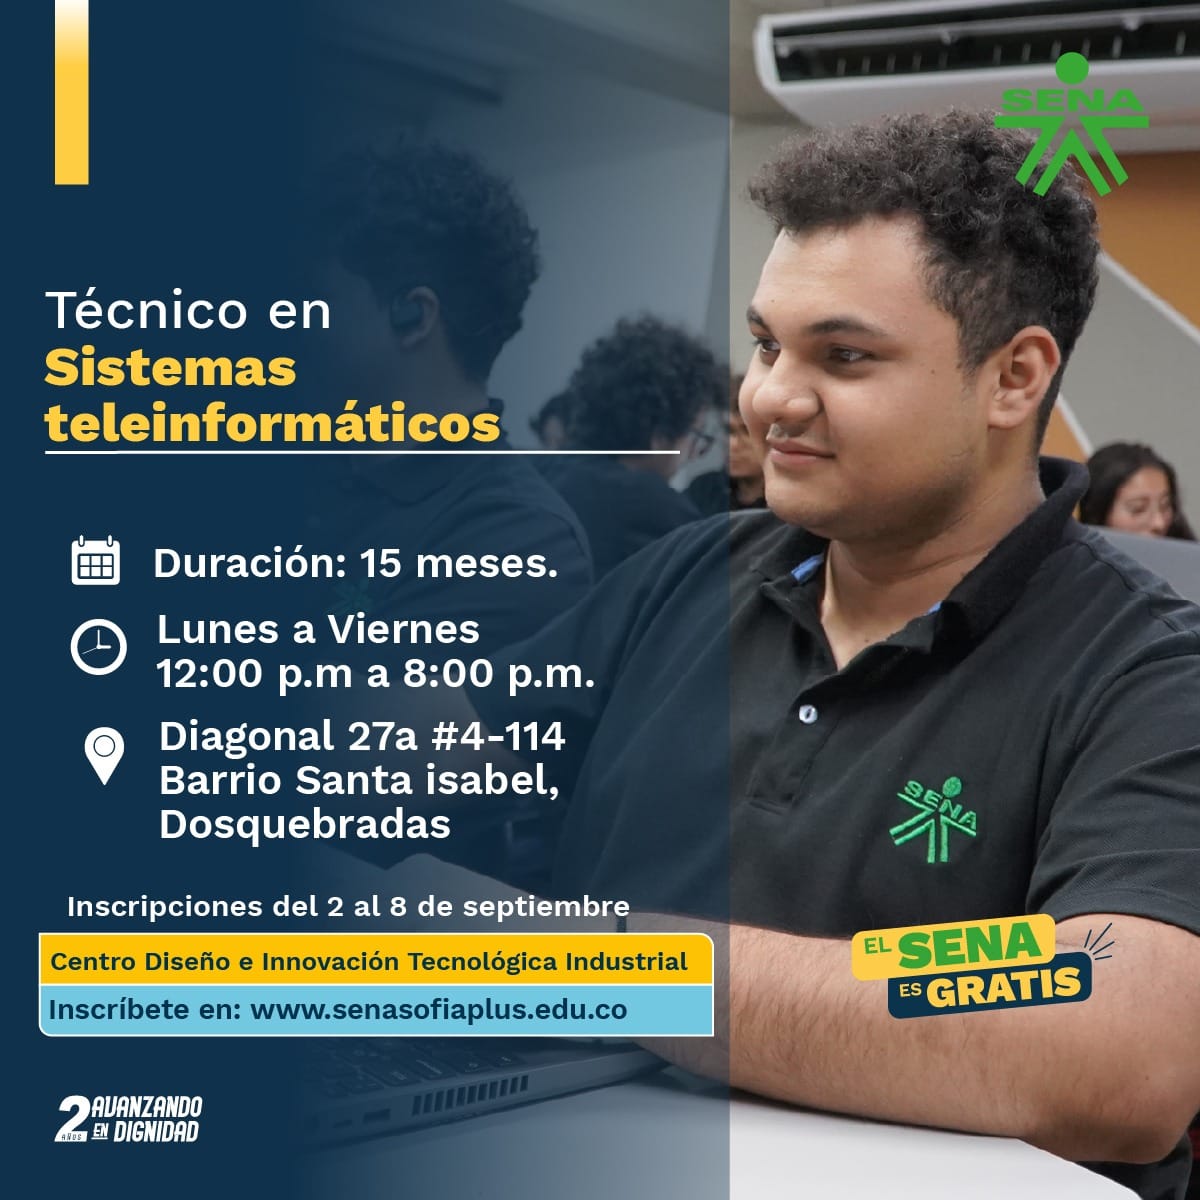 SENA
Técnico en
Sistemas
teleinformáticos
Duración: 15 meses.
Lunes a Viernes
12:00 p.m a 8:00 p.m.
Diagonal 27a #4-114
Barrio Santa isabel,
Dosquebradas
SENA
Inscripciones del 2 al 8 de septiembre
Centro Diseño e Innovación Tecnológica Industrial
Inscríbete en: www.senasofiaplus.edu.co
EL SENA
ES GRATIS
2 AÑOS AVANZANDO
EN DIGNIDAD